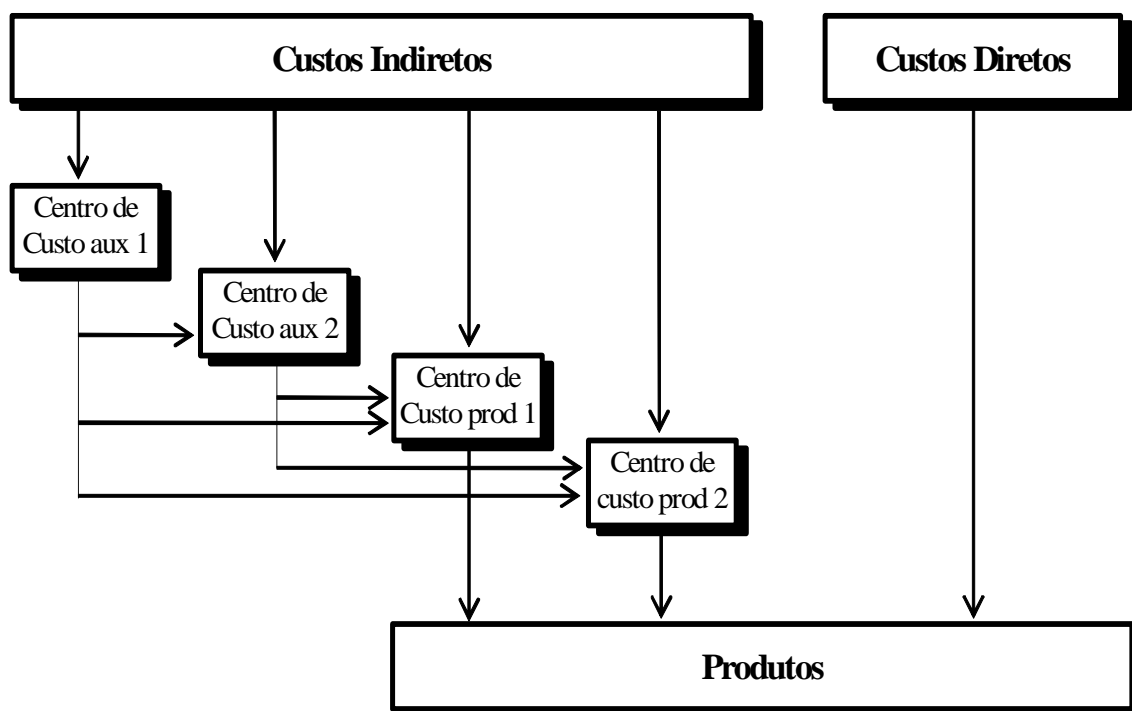 Custos Indiretos
Custos Diretos
Centro de
Custo aux 1
Centro de
Custo aux 2
Centro de
Custo prod 1
Centro de
custo prod 2
Produtos